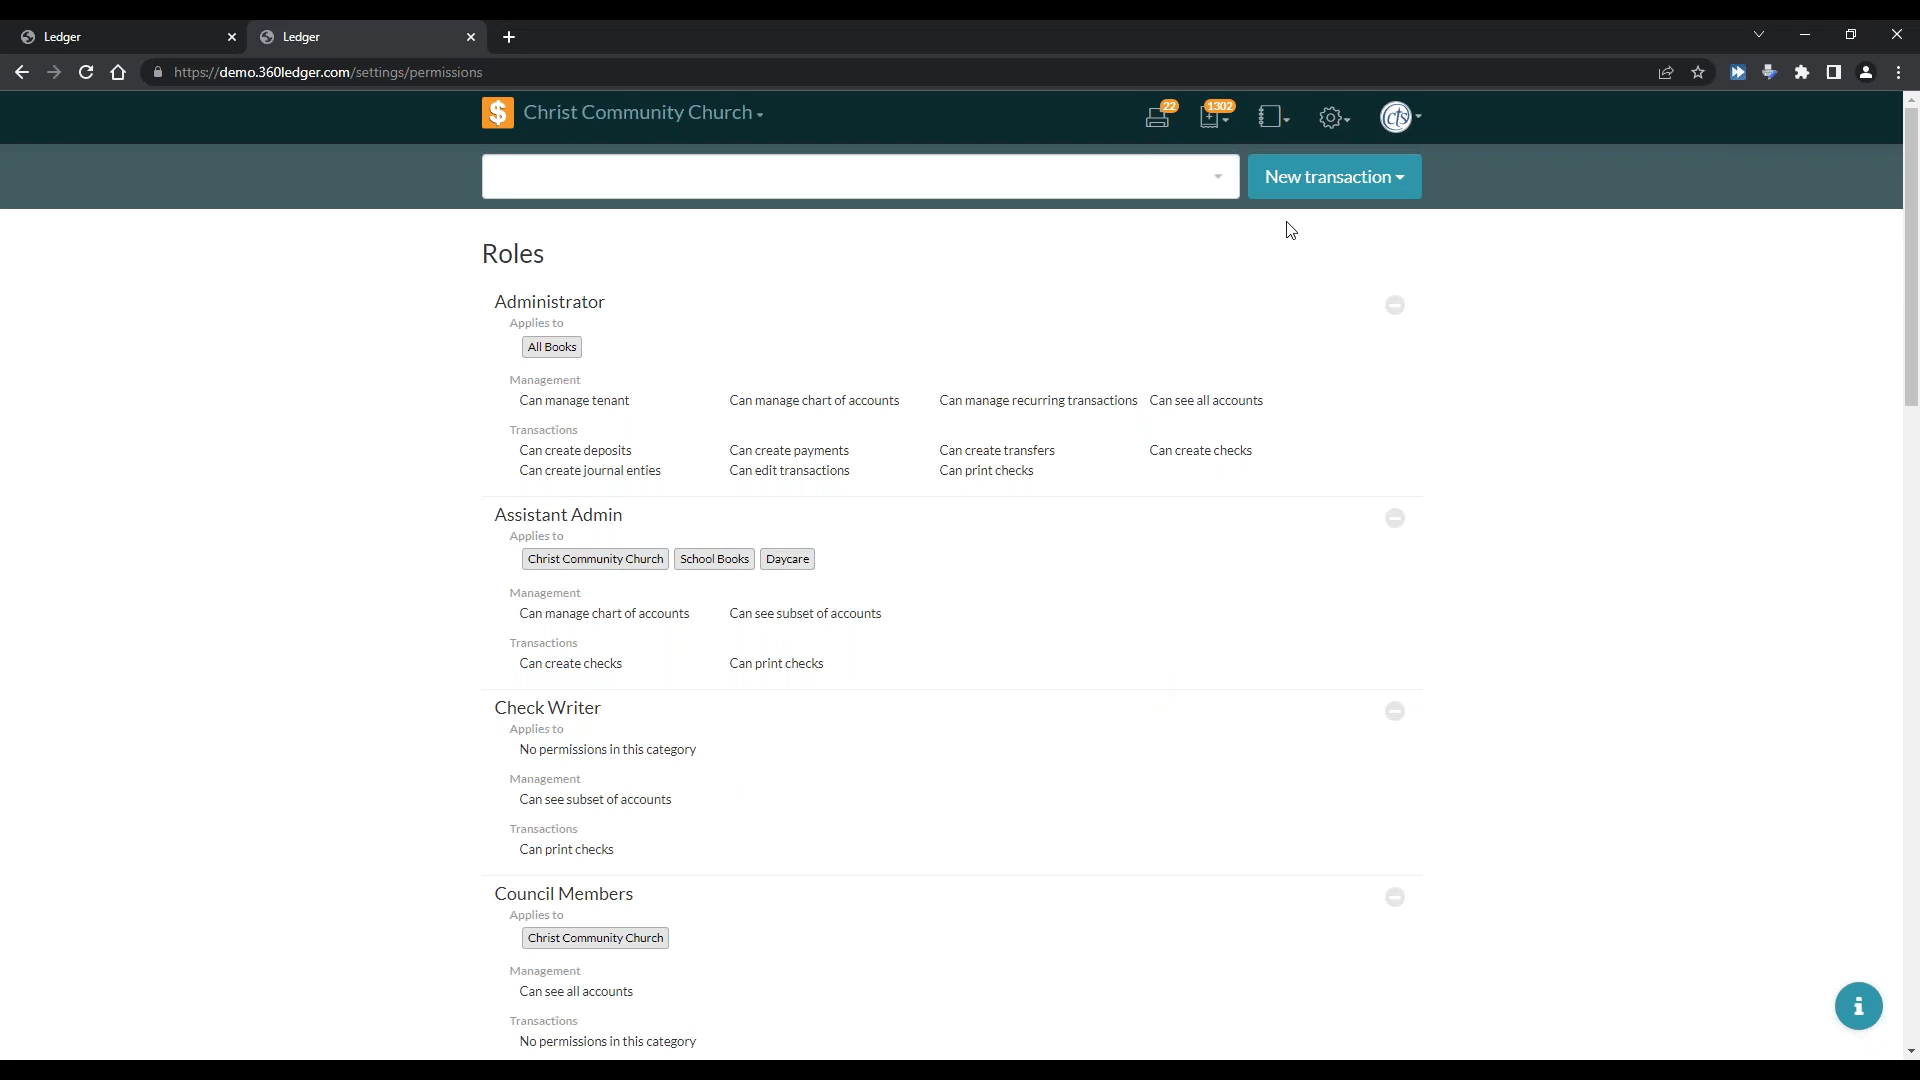 Ledger
Ledger
https://demo.360ledger.com/settings/permissions
$ Christ Community Church
22
1302
cts
New transaction
Roles
Administrator
Applies to
All Books
Management
Can manage tenant Can manage chart of accounts Can manage recurring transactions Can see all accounts
Transactions
Can create deposits Can create payments Can create transfers Can create checks
Can create journal enties Can edit transactions Can print checks
Assistant Admin
Applies to
Christ Community Church School Books Daycare
Management
Can manage chart of accounts Can see subset of accounts
Transactions
Can create checks Can print checks
Check Writer
Applies to
No permissions in this category
Management
Can see subset of accounts
Transactions
Can print checks
Council Members
Applies to
Christ Community Church
Management
Can see all accounts
Transactions
No permissions in this category